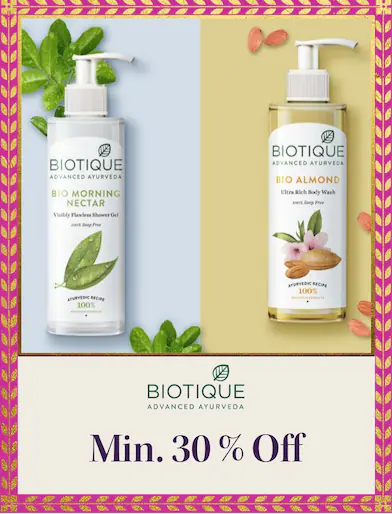 BIOTIQUE
ADVANCED AYURVEDA
BIO MORNING
NECTAR
Visibly Flawless Shower Gel
100% Soap Free
AYURVEDIC RECIPE
100%
BIOTIQUE
ADVANCED AYURVEDA
BIO ALMOND
Ultra Rich Body Wash
100% Soap Free
AYURVEDIC RECIPE
100%
BIOTIQUE
ADVANCED AYURVEDA
Min. 30 % Off